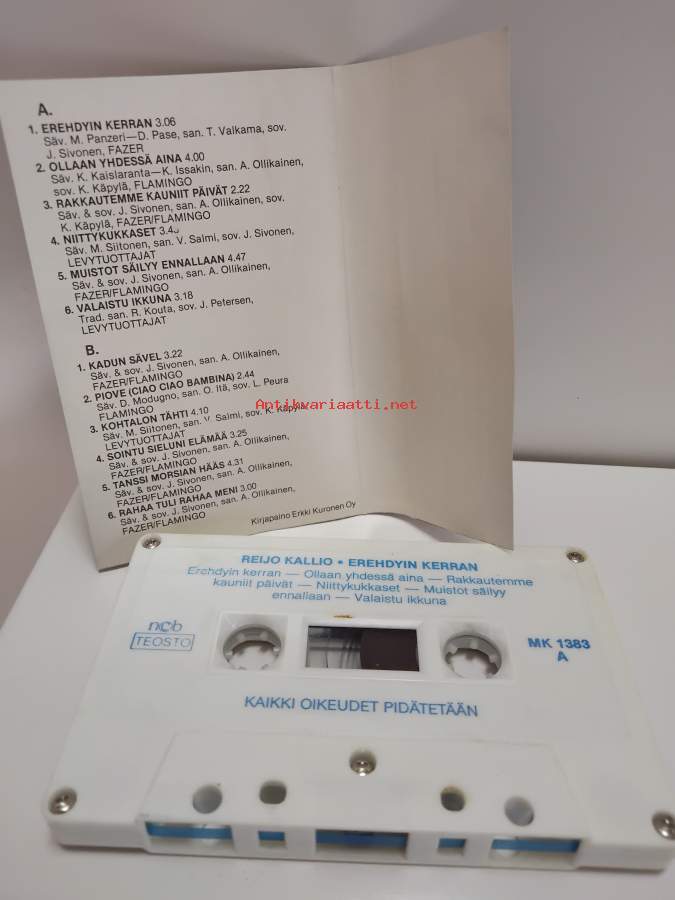 A.
1. EREHDYIN KERRAN 3.06
Säv. M. Panzeri—D. Pase, san. T. Valkama, sov.
J. Sivonen, FAZER
2. OLLAAN YHDESSÄ AINA 4.00
Säv. K. Kaislaranta—K. Issakin, san. A. Ollikainen,
sov. K. Käpylä, FLAMINGO
3. RAKKAUTEMME KAUNIIT PÄIVÄT 2.22
Säv. & sov. J. Sivonen, san. A. Ollikainen, sov.
K. Käpylä, FAZER/FLAMINGO
4. NIITTYKUKKASET
Säv. M. Siitonen, san. V. Salmi, sov. J. Sivonen,
LEVYTUOTTAJAT
5. MUISTOT SÄILYY ENNALLAAN 4.47
Säv. & sov. J. Sivonen, san. A. Ollikainen,
FAZER/FLAMINGO
6. VALAISTU IKKUNA 3.18
Trad. san. R. Kouta, sov. J. Petersen,
LEVYTUOTTAJAT
B.
1. KADUN SÄVEL 3.22
Säv. & sov. J. Sivonen, san. A. Ollikainen,
FAZER/FLAMINGO
2. PIOVE (CIAO CIAO BAMBINA) 2.44
Säv. D. Modugno, san. O. Itä, sov. L. Peura
FLAMINGO
3. KOHTALON TÄHTI 4.10
Säv. M. Siitonen, san. V. Salmi, sov. K. Käpylä,
LEVYTUOTTAJAT
4. SOINTU SIELUNI ELÄMÄÄ 3.25
Säv. & sov. J. Sivonen, san. A. Ollikainen,
FAZER/FLAMINGO
5. TANSSI MORSIAN HÄÄS 4.31
Säv. & sov. J. Sivonen, san. A. Ollikainen,
FAZER/FLAMINGO
6. RAHAA TULI RAHAA MENI 3.00
Säv. & sov. J. Sivonen, san. A. Ollikainen,
FAZER/FLAMINGO
Kirjapaino Erkki Kuronen Oy
Antikvariaatti.net
REIJO KALLIO • EREHDYIN KERRAN
Erehdyin kerran — Ollaan yhdessä aina — Rakkautemme
kauniit päivät — Niittykukkaset — Muistot säilyy
ennallaan — Valaistu ikkuna
ncb
TEOSTO
MK 1383
A
KAIKKI OIKEUDET PIDÄTETÄÄN